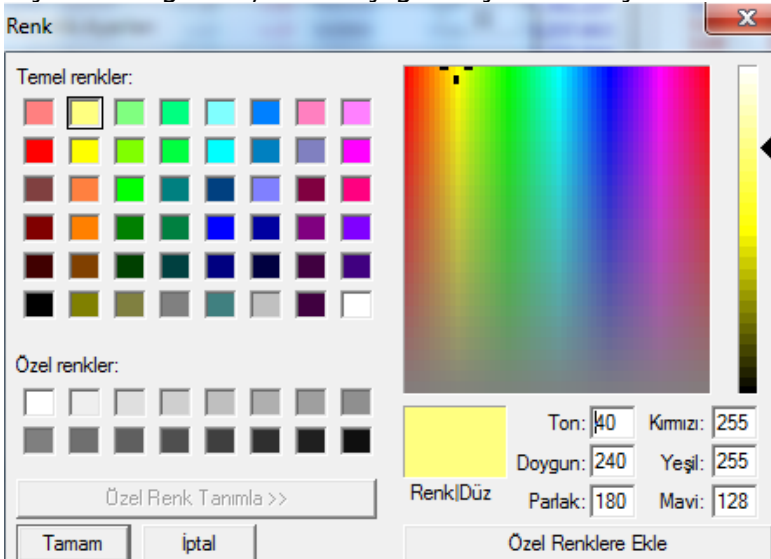 Renk
Temel renkler:
Özel renkler:
Özel Renk Tanımla >>
Tamam
İptal
Renk|Düz
Ton: 40
Kırmızı: 255
Doygun: 240
Yeşil: 255
Parlak: 180
Mavi: 128
Özel Renklere Ekle